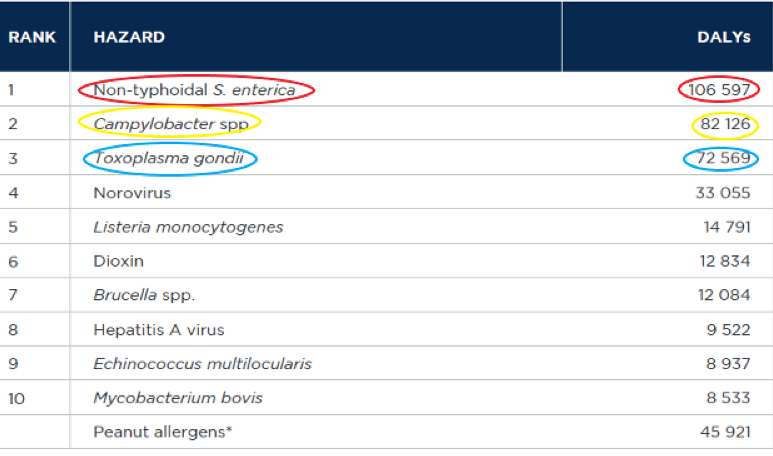 RANK HAZARD DALYs
1 Non-typhoidal S. enterica 106 597
2 Campylobacter spp 82 126
3 Toxoplasma gondii 72 569
4 Norovirus 33 055
5 Listeria monocytogenes 14 791
6 Dioxin 12 834
7 Brucella spp. 12 084
8 Hepatitis A virus 9 522
9 Echinococcus multilocularis 8 937
10 Mycobacterium bovis 8 533
Peanut allergens* 45 921